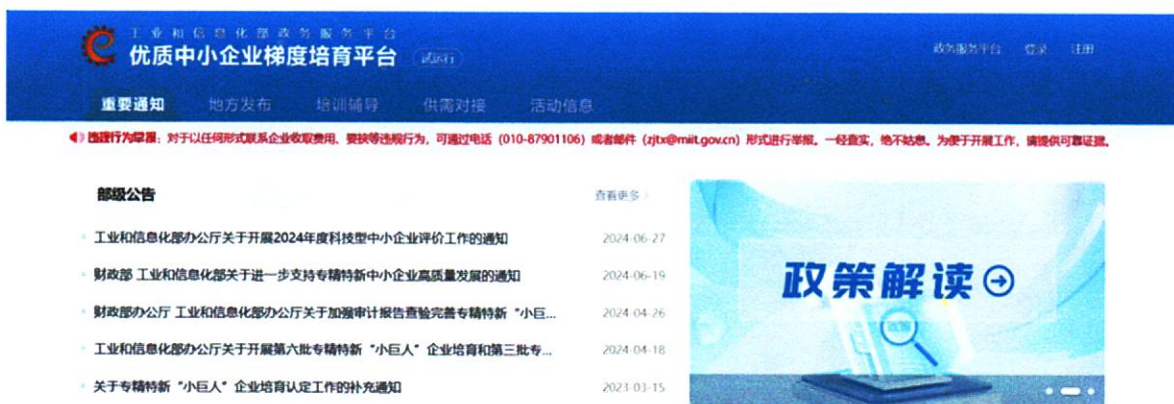 工业和信息化部政务服务平台
优质中小企业梯度培育平台 试运行
政务服务平台 登录 注册
重要通知 地方发布 培训辅导 供需对接 活动信息
违规行为举报：对于以任何形式联系企业收取费用、要挟等违规行为，可通过电话（010-87901106）或者邮件（zjtx@miit.gov.cn）形式进行举报。一经查实，绝不姑息。为便于开展工作，请提供可靠证据。
部级公告 查看更多
工业和信息化部办公厅关于开展2024年度科技型中小企业评价工作的通知 2024-06-27
财政部 工业和信息化部关于进一步支持专精特新中小企业高质量发展的通知 2024-06-19
财政部办公厅 工业和信息化部办公厅关于加强审计报告查验完善专精特新“小巨... 2024-04-26
工业和信息化部办公厅关于开展第六批专精特新“小巨人”企业培育和第三批专... 2024-04-18
关于专精特新“小巨人”企业培育认定工作的补充通知 2023-03-15
政策解读
政策